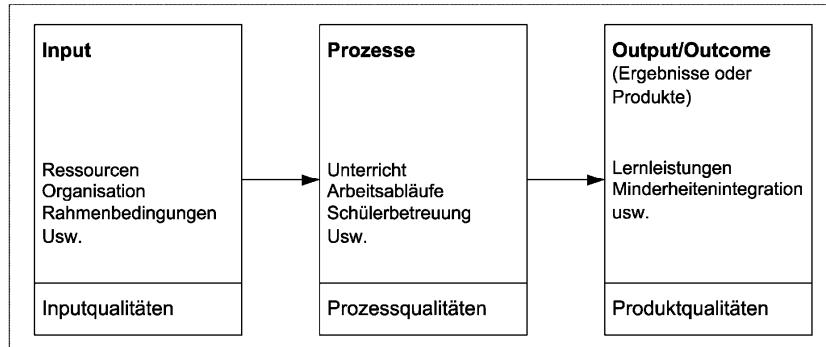 Input
Ressourcen
Organisation
Rahmenbedingungen
Usw.
Inputqualitäten
Prozesse
Unterricht
Arbeitsabläufe
Schülerbetreuung
Usw.
Prozessqualitäten
Output/Outcome
(Ergebnisse oder
Produkte)
Lernleistungen
Minderheitenintegration
usw.
Produktqualitäten